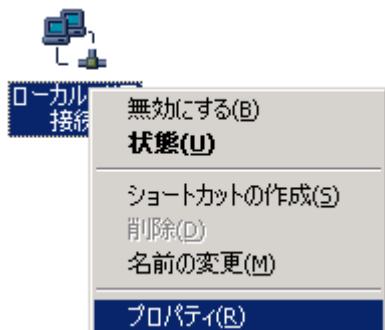 ローカル
接続
無効にする(B)
状態(U)
ショートカットの作成(S)
削除(D)
名前の変更(M)
プロパティ(R)